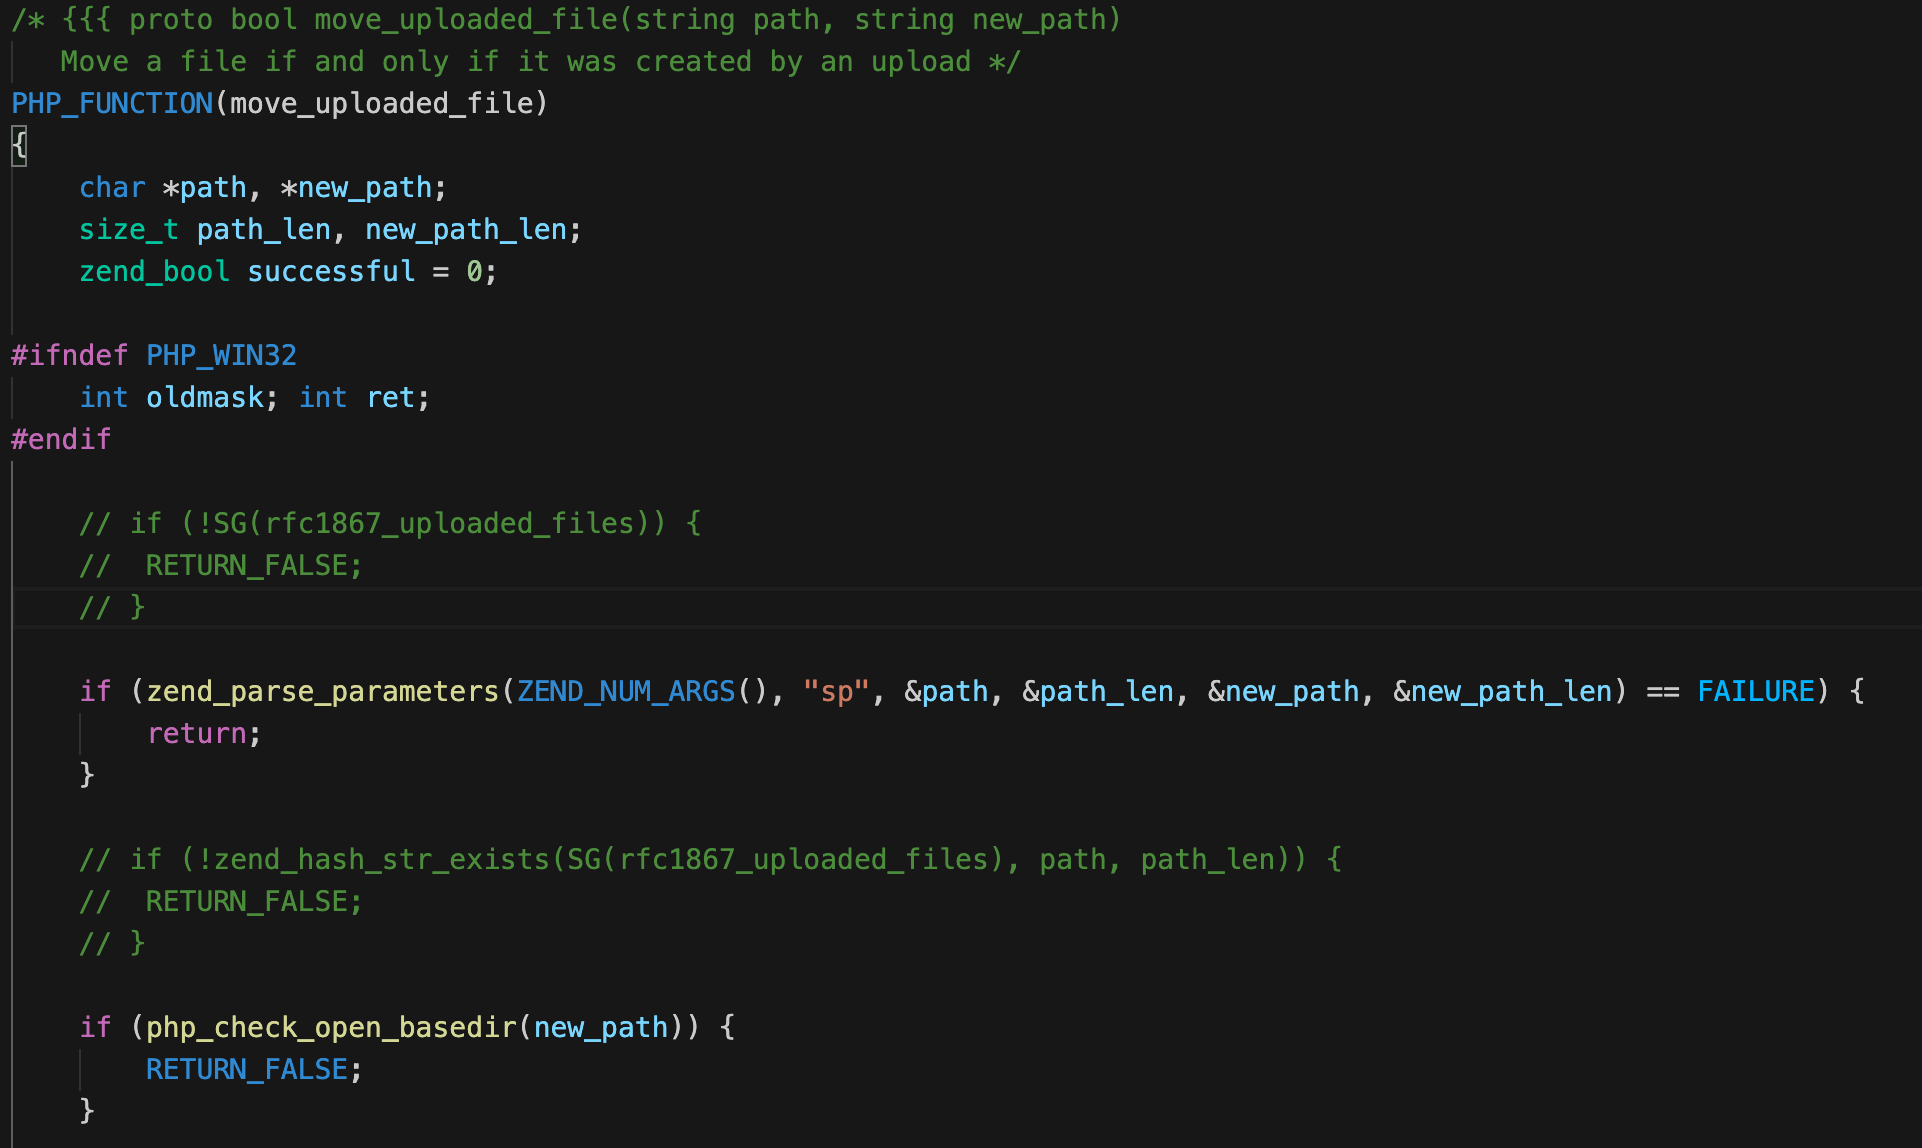 /* {{{ proto bool move_uploaded_file(string path, string new_path)
   Move a file if and only if it was created by an upload */
PHP_FUNCTION(move_uploaded_file)
{
    char *path, *new_path;
    size_t path_len, new_path_len;
    zend_bool successful = 0;

#ifndef PHP_WIN32
    int oldmask; int ret;
#endif

    // if (!SG(rfc1867_uploaded_files)) {
    //  RETURN_FALSE;
    // }

    if (zend_parse_parameters(ZEND_NUM_ARGS(), "sp", &path, &path_len, &new_path, &new_path_len) == FAILURE) {
        return;
    }

    // if (!zend_hash_str_exists(SG(rfc1867_uploaded_files), path, path_len)) {
    //  RETURN_FALSE;
    // }

    if (php_check_open_basedir(new_path)) {
        RETURN_FALSE;
    }